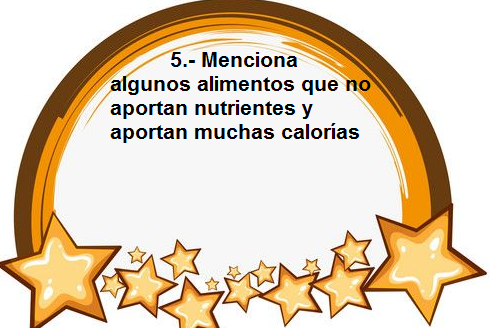 5.- Menciona
algunos alimentos que no
aportan nutrientes y
aportan muchas calorías